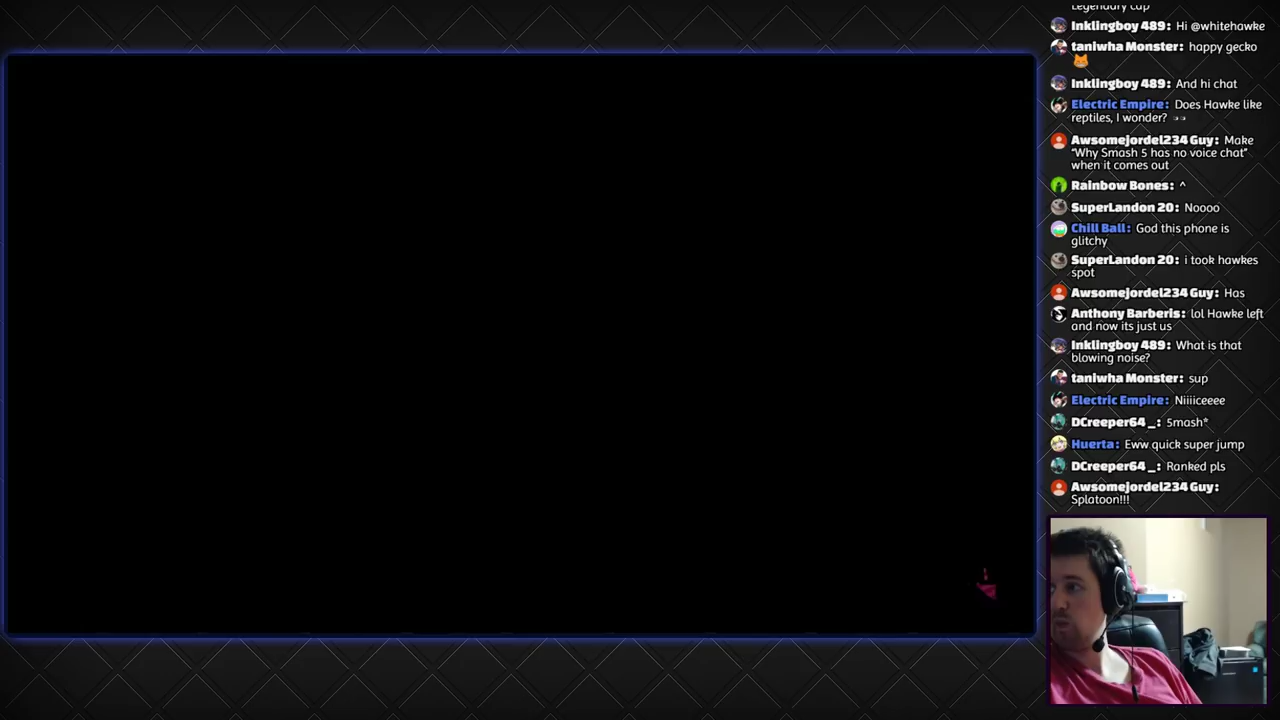 Legendary cap
Inklingboy 489: Hi @whitehawke
taniwha Monster: happy gecko
Inklingboy 489: And hi chat
Electric Empire: Does Hawke like
reptiles, I wonder?
Awsomejordel234 Guy: Make
"Why Smash 5 has no voice chat"
when it comes out
Rainbow Bones: ^
SuperLandon 20: Noooo
Chill Ball: God this phone is
glitchy
SuperLandon 20: i took hawkes
spot
Awsomejordel234 Guy: Has
Anthony Barberis: lol Hawke left
and now its just us
Inklingboy 489: What is that
blowing noise?
taniwha Monster: sup
Electric Empire: Niiiceeee
DCreeper64 _: 5mash*
Huerta: Eww quick super jump
DCreeper64 _: Ranked pls
Awsomejordel234 Guy:
Splatoon!!!